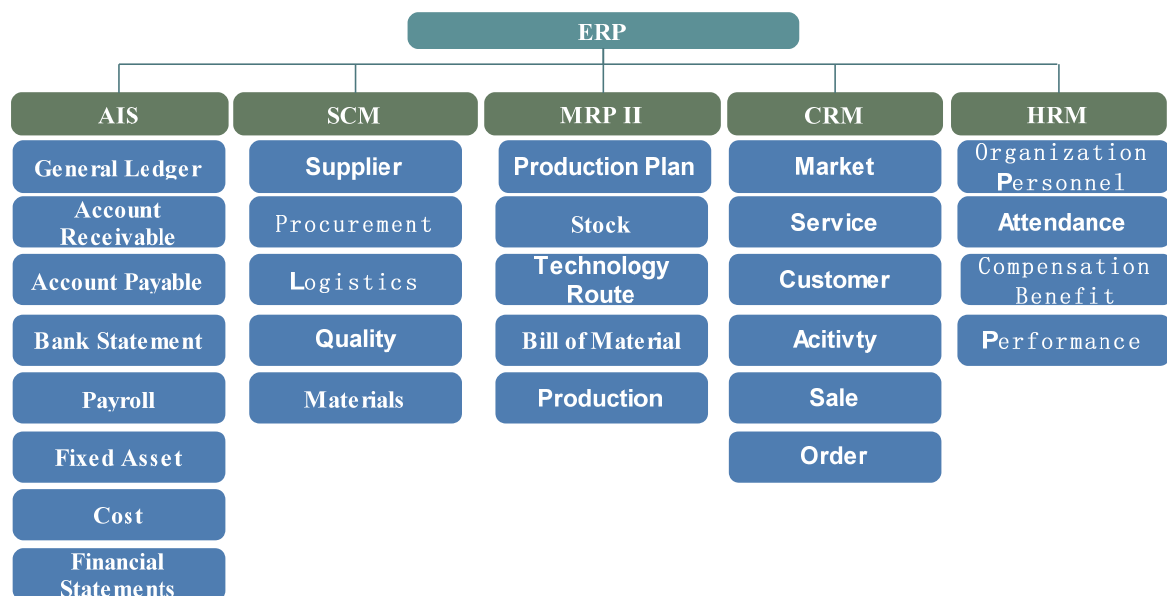 ERP
AIS
SCM
MRP II
CRM
HRM
General Ledger
Account
Receivable
Account Payable
Bank Statement
Payroll
Fixed Asset
Cost
Financial
Statements
Supplier
Procurement
Logistics
Quality
Materials
Production Plan
Stock
Technology
Route
Bill of Material
Production
Market
Service
Customer
Acitivty
Sale
Order
Organization
Personnel
Attendance
Compensation
Benefit
Performance